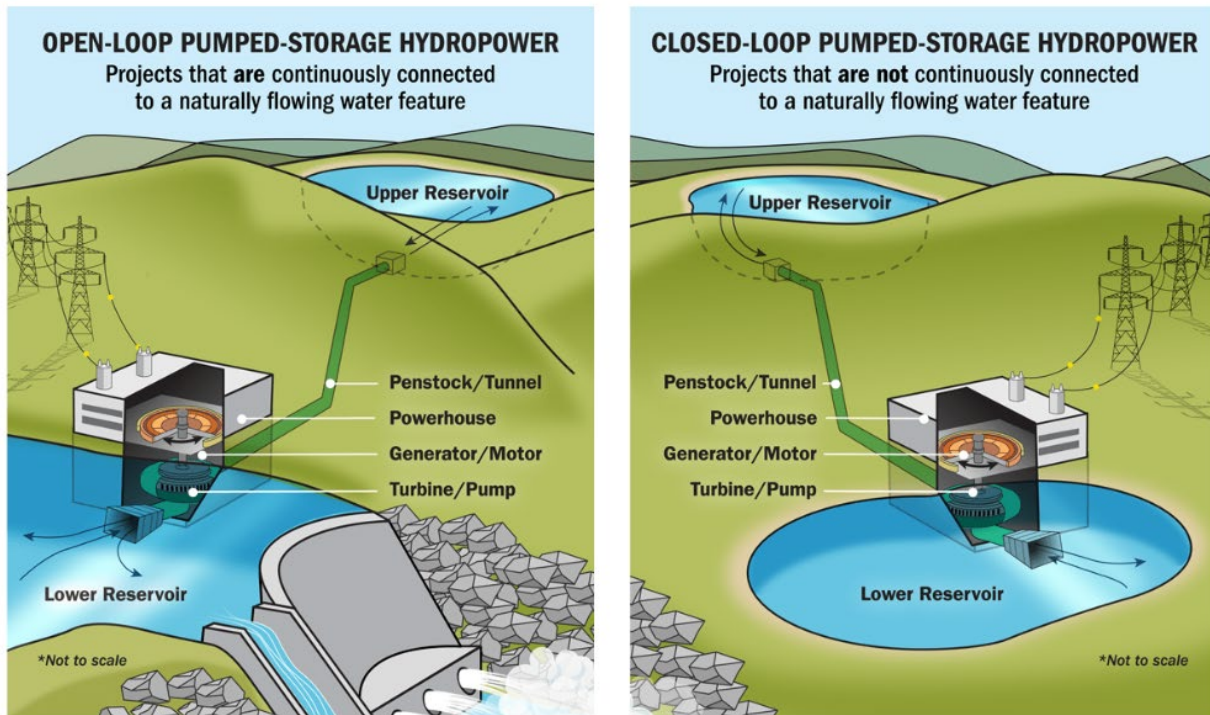 OPEN-LOOP PUMPED-STORAGE HYDROPOWER
Projects that are continuously connected
to a naturally flowing water feature
Upper Reservoir
Penstock/Tunnel
Powerhouse
Generator/Motor
Turbine/Pump
Lower Reservoir
*Not to scale
CLOSED-LOOP PUMPED-STORAGE HYDROPOWER
Projects that are not continuously connected
to a naturally flowing water feature
Upper Reservoir
Penstock/Tunnel
Powerhouse
Generator/Motor
Turbine/Pump
Lower Reservoir
*Not to scale